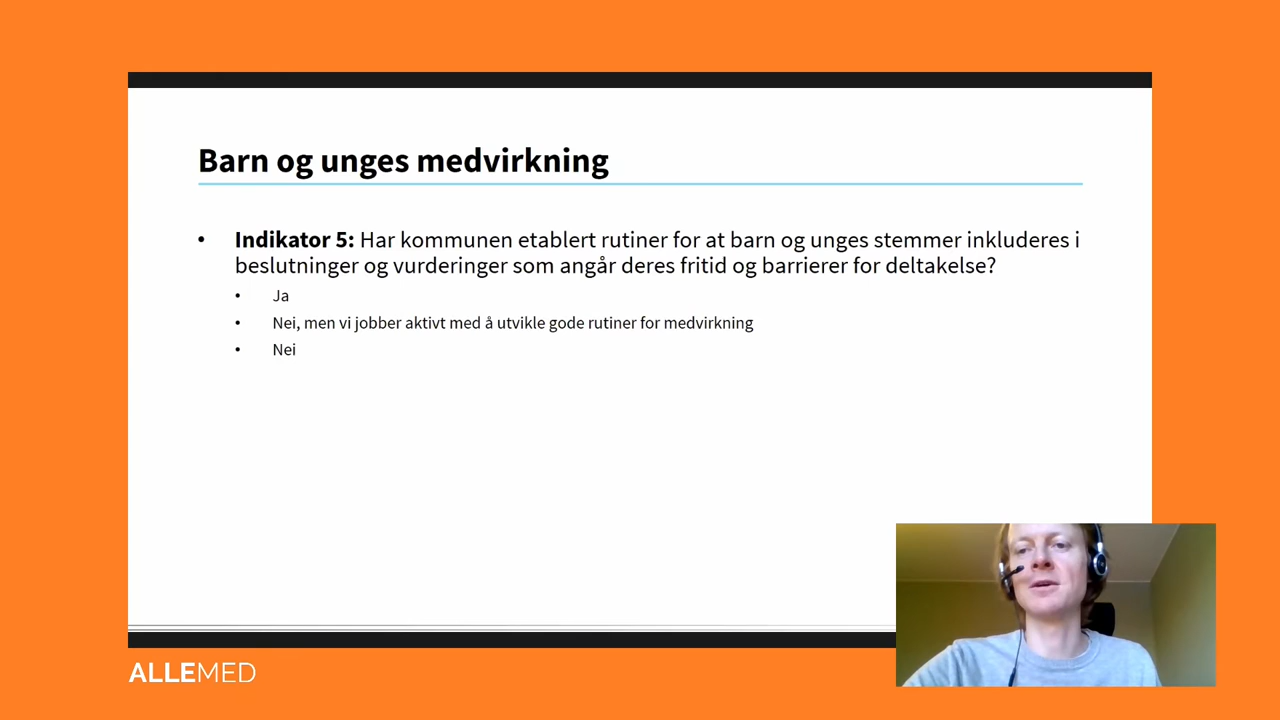 Barn og unges medvirkning
• Indikator 5: Har kommunen etablert rutiner for at barn og unges stemmer inkluderes i
beslutninger og vurderinger som angår deres fritid og barrierer for deltakelse?
• Ja
• Nei, men vi jobber aktivt med å utvikle gode rutiner for medvirkning
• Nei
ALLEMED